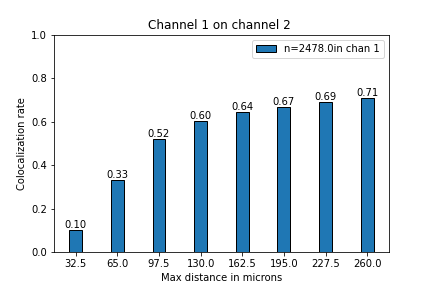 Channel 1 on channel 2
n=2478.0in chan 1
1.0
0.8
0.6
0.4
0.2
0.0
Colocalization rate
0.10
0.33
0.52
0.60
0.64
0.67
0.69
0.71
32.5 65.0 97.5 130.0 162.5 195.0 227.5 260.0
Max distance in microns